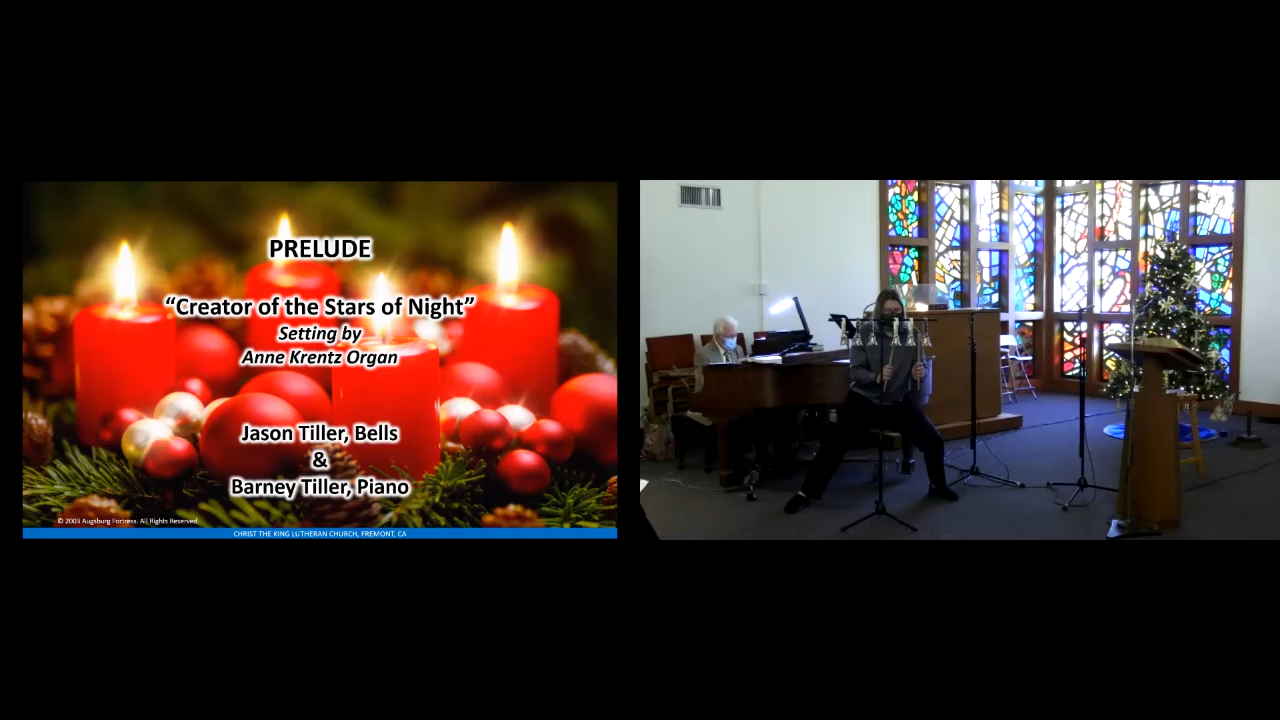 PRELUDE
“Creator of the Stars of Night”
Setting by
Anne Krentz Organ
Jason Tiller, Bells
&
Barney Tiller, Piano
© 2003 Augsburg Fortress. All Rights Reserved.
CHRIST THE KING LUTHERAN CHURCH, FREMONT, CA